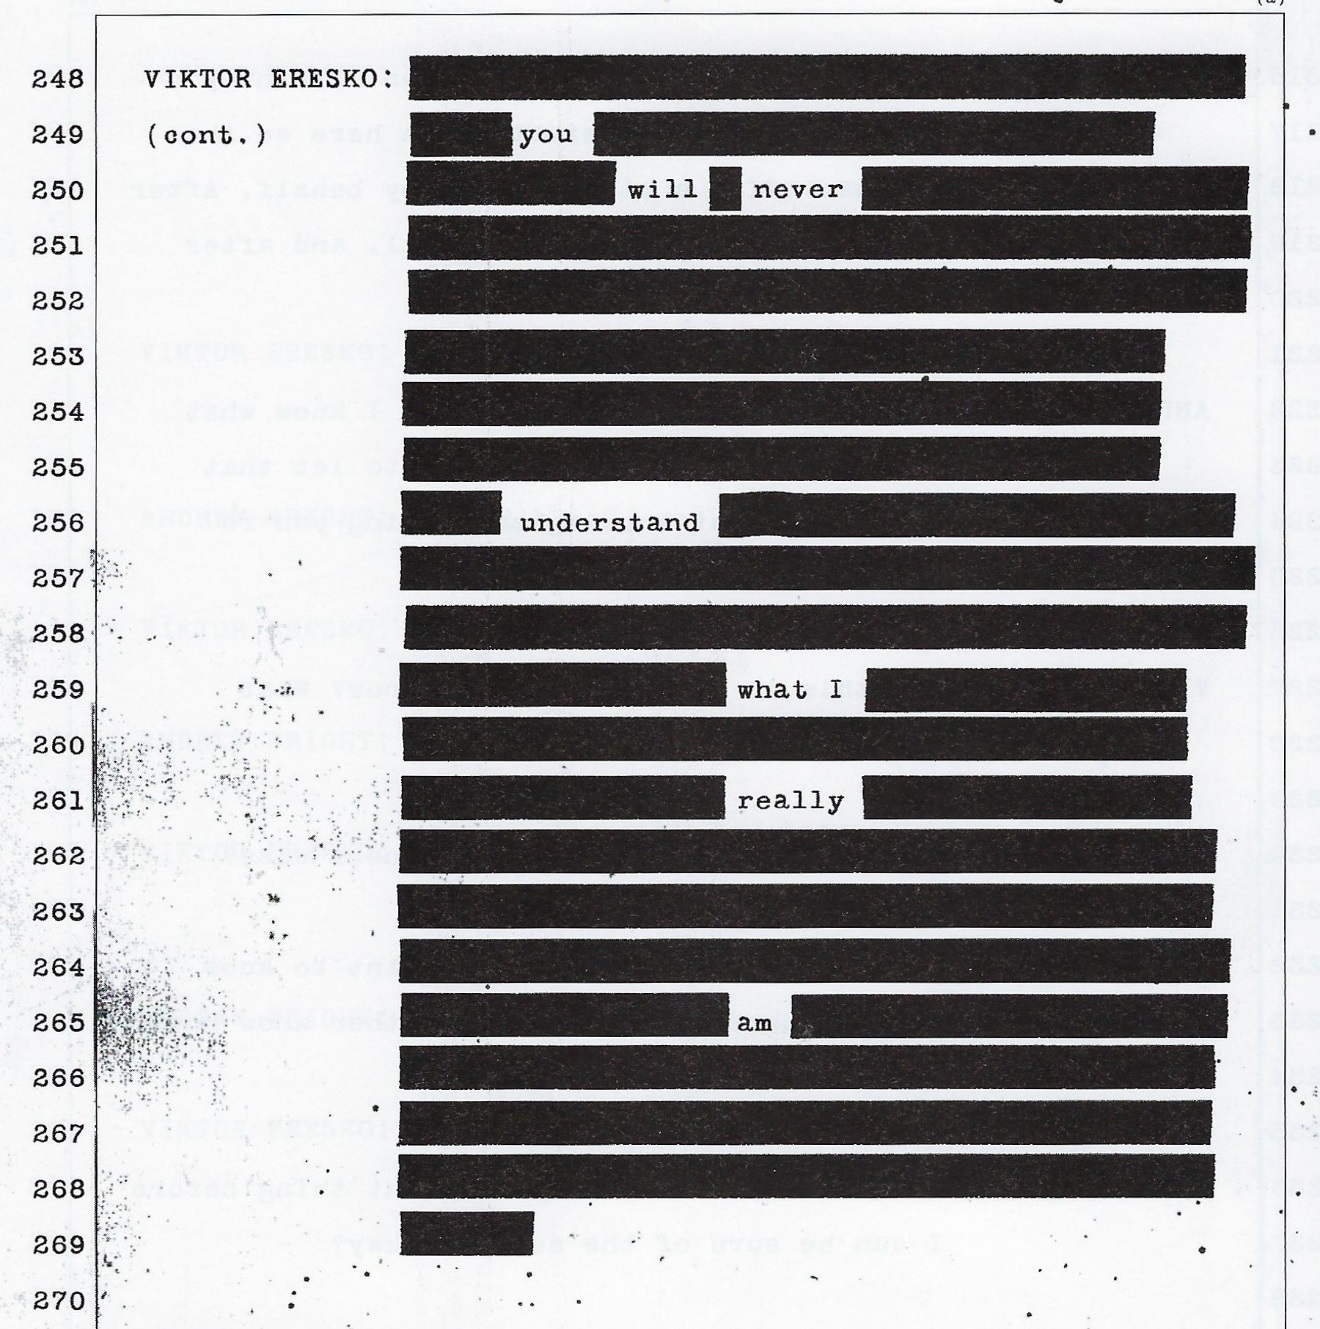 248 VIKTOR ERESKO:
249 (cont.) you
250 will never
251
252
253
254
255
256 understand
257
258
259 what I
260
261 really
262
263
264
265 am
266
267
268
269
270